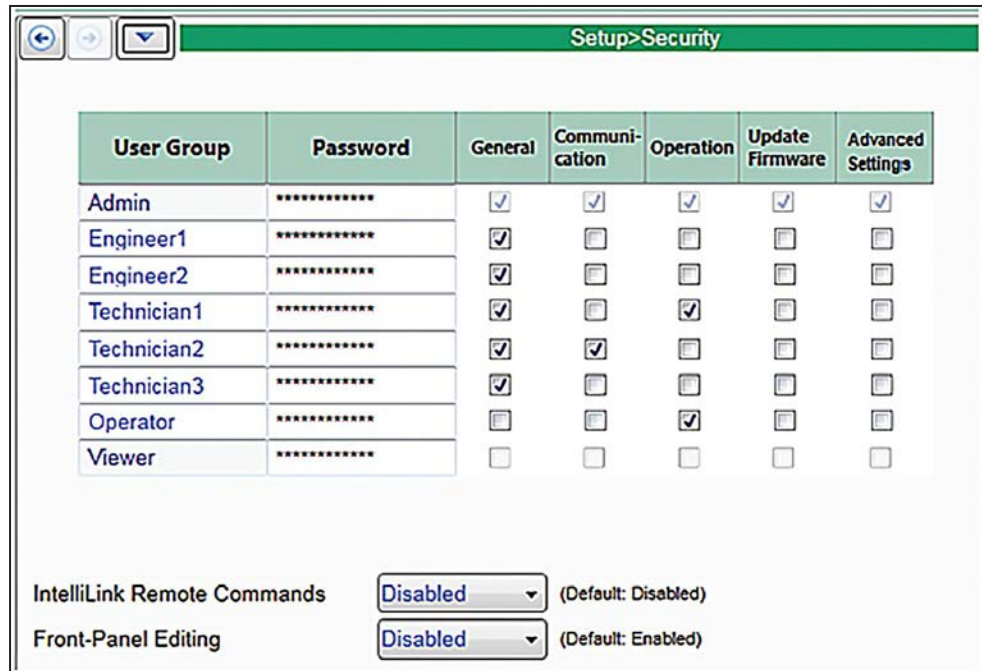 Setup>Security
User Group Password General Communi-cation Operation Update Firmware Advanced Settings
Admin ************
Engineer1 ************
Engineer2 ************
Technician1 ************
Technician2 ************
Technician3 ************
Operator ************
Viewer ************
IntelliLink Remote Commands Disabled (Default: Disabled)
Front-Panel Editing Disabled (Default: Enabled)